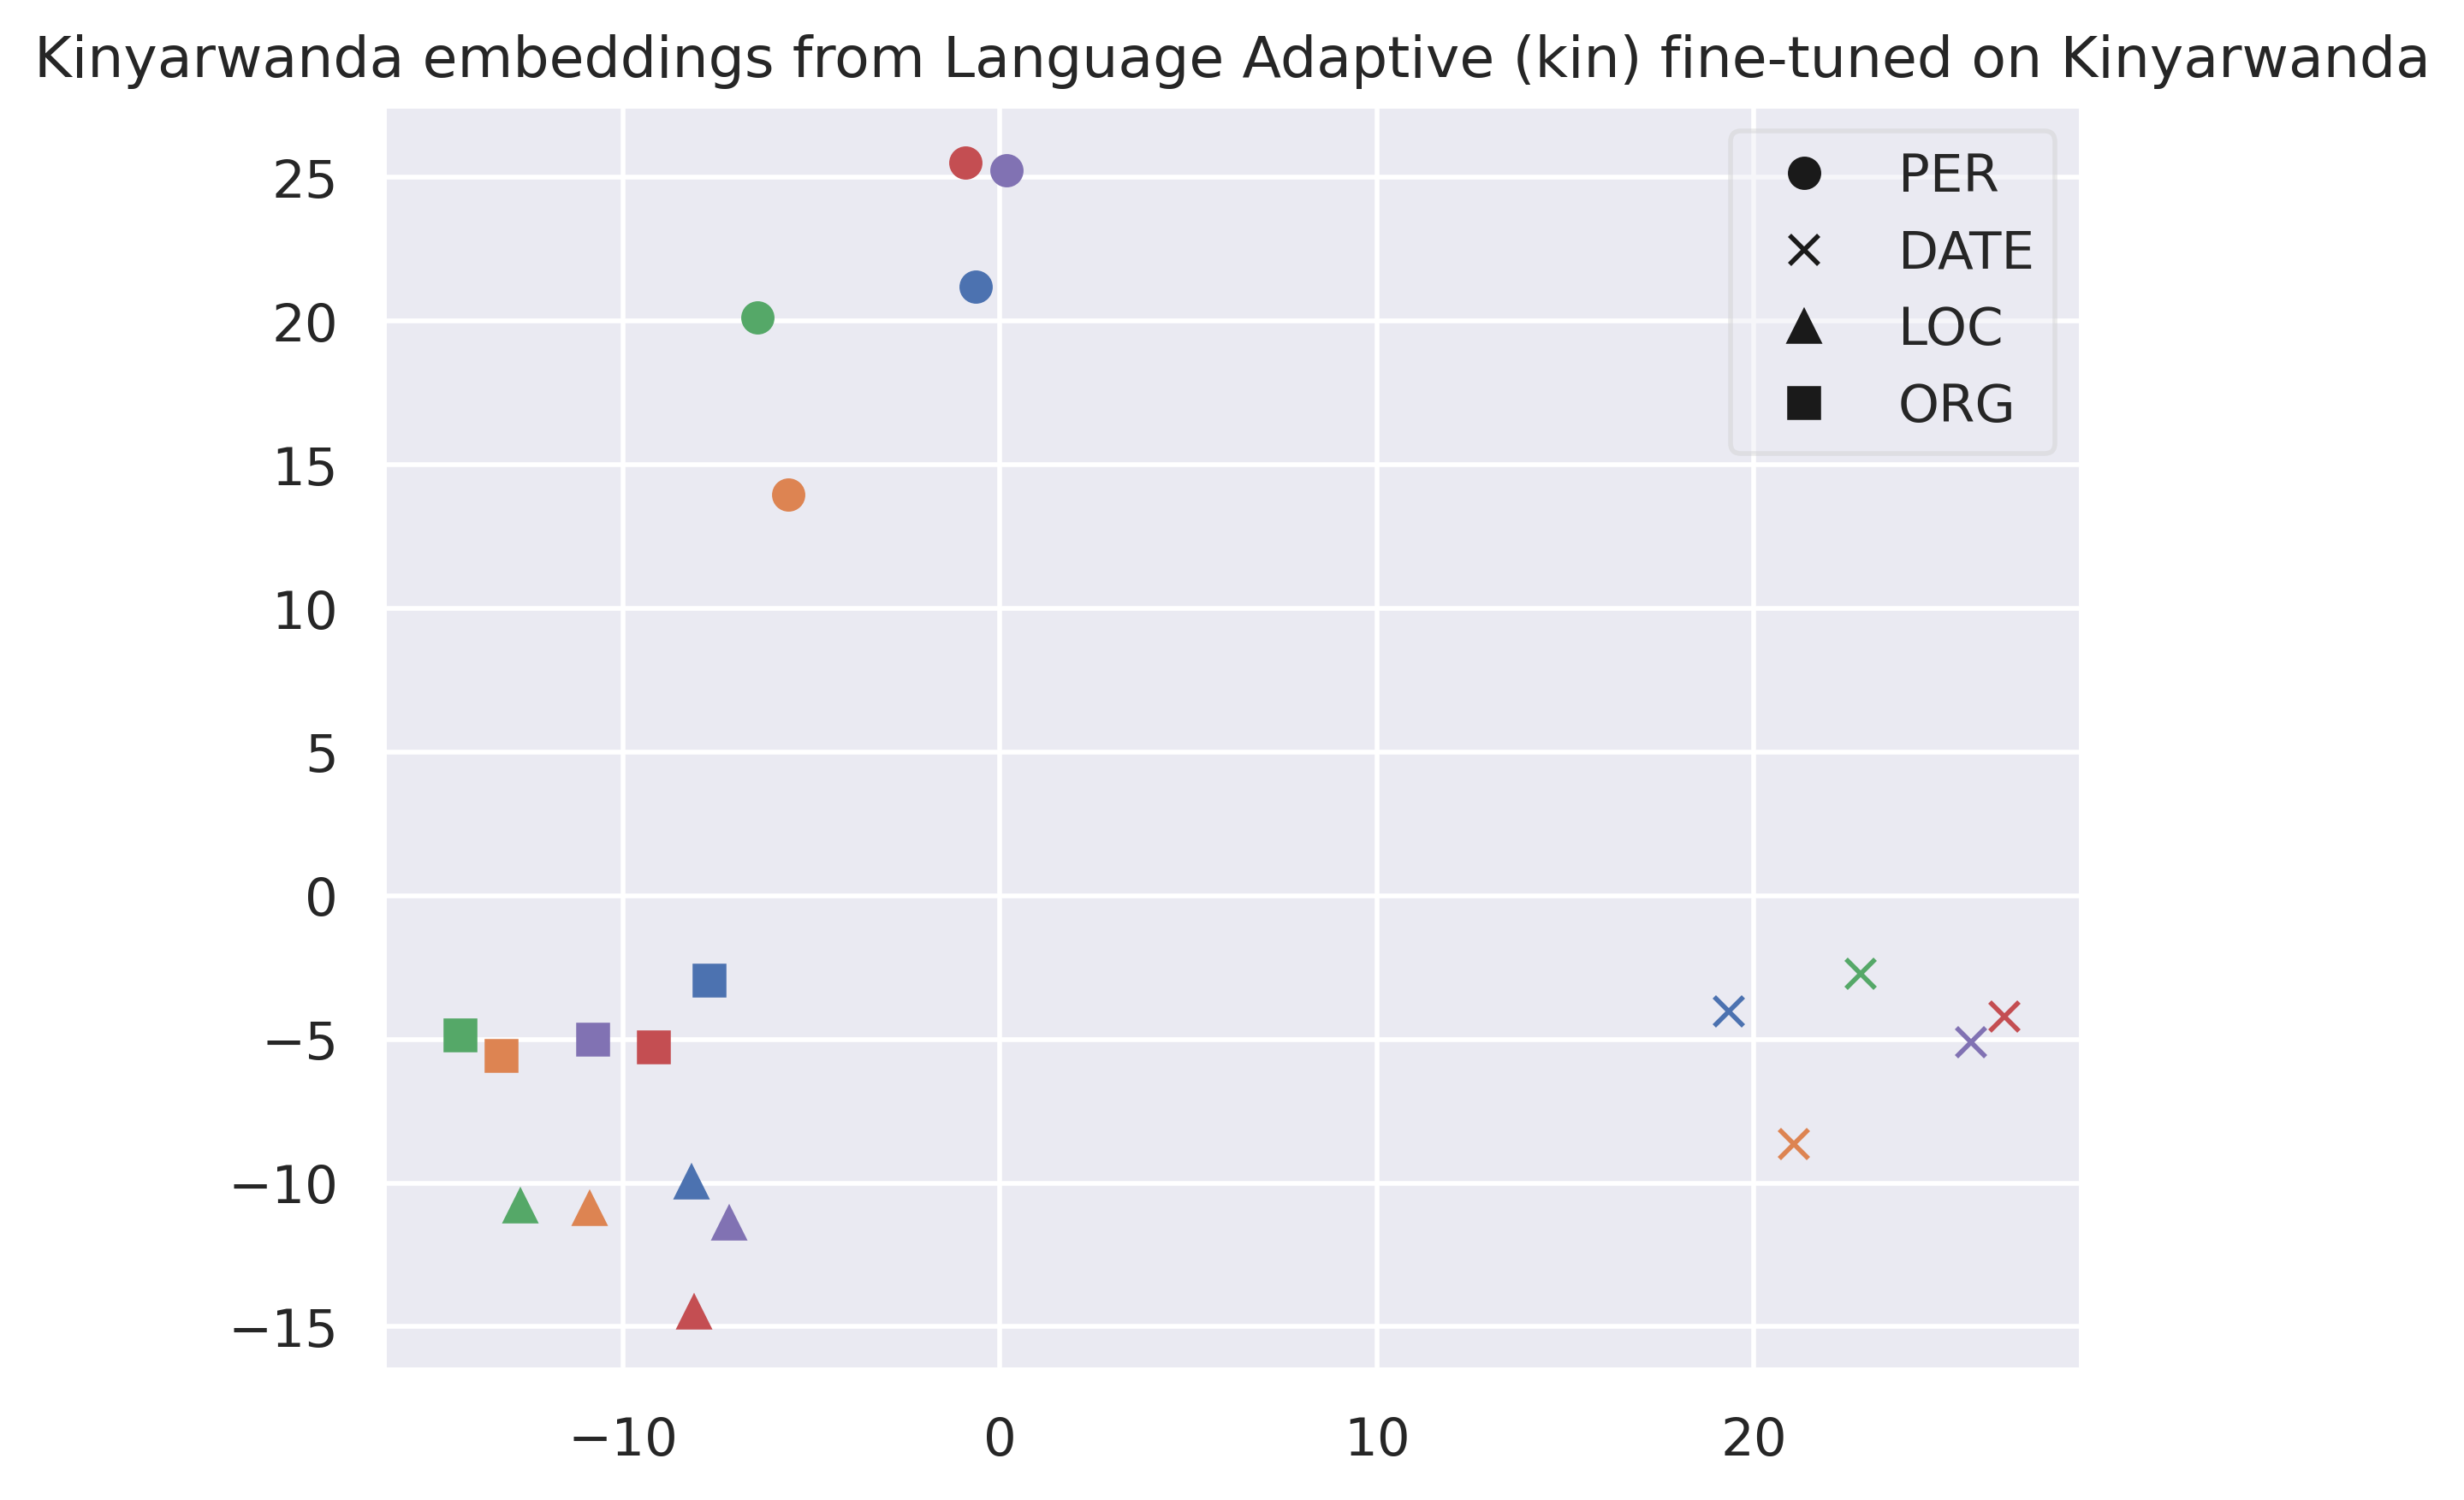 Kinyarwanda embeddings from Language Adaptive (kin) fine-tuned on Kinyarwanda
25
20
15
10
5
0
−5
−10
−15
−10 0 10 20
PER
DATE
LOC
ORG